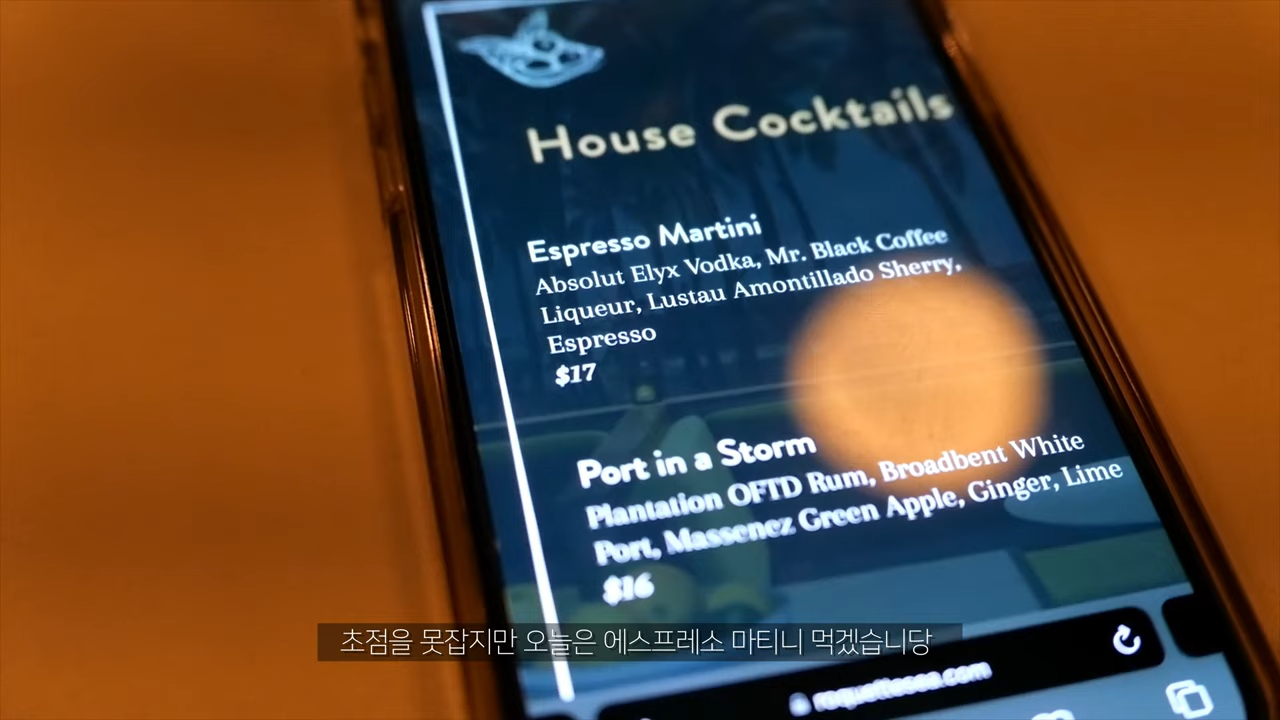 House Cocktails
Espresso Martini
Absolut Elyx Vodka, Mr. Black Coffee
Liqueur, Lustau Amontillado Sherry,
Espresso
$17
Port in a Storm
Plantation OFTD Rum, Broadbent White
Port, Massenez Green Apple, Ginger, Lime
$16
초점을 못잡지만 오늘은 에스프레소 마티니 먹겠습니당